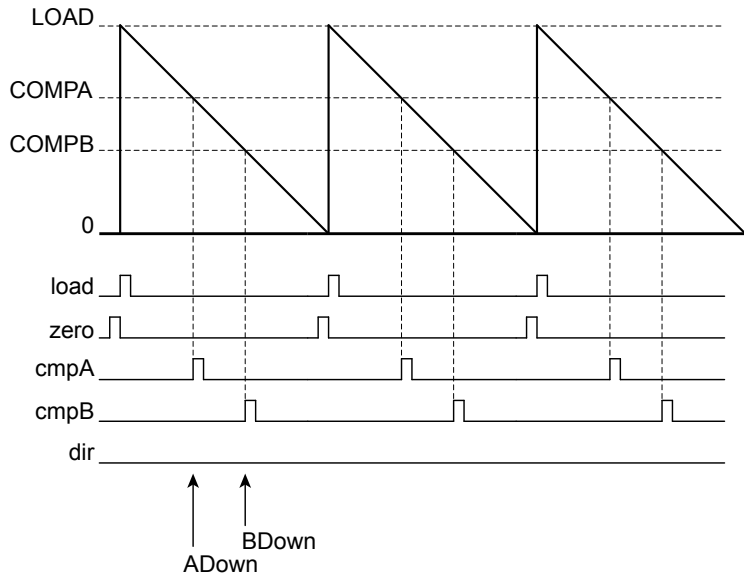 LOAD
COMPA
COMPB
0
load
zero
cmpA
cmpB
dir
BDown
ADown